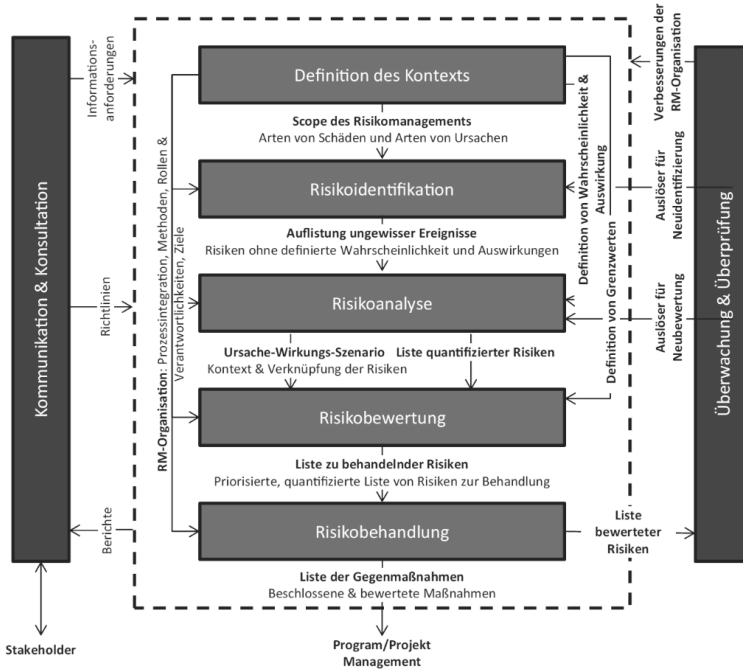 Kommunikation & Konsultation
Informations-
anforderungen
Richtlinien
Berichte
Stakeholder
RM-Organisation: Prozessintegration, Methoden, Rollen &
Verantwortlichkeiten, Ziele
Definition des Kontexts
Scope des Risikomanagements
Arten von Schäden und Arten von Ursachen
Risikoidentifikation
Auflistung ungewisser Ereignisse
Risiken ohne definierte Wahrscheinlichkeit und Auswirkungen
Risikoanalyse
Ursache-Wirkungs-Szenario
Kontext & Verknüpfung der Risiken
Liste quantifizierter Risiken
Risikobewertung
Liste zu behandelnder Risiken
Priorisierte, quantifizierte Liste von Risiken zur Behandlung
Risikobehandlung
Liste der Gegenmaßnahmen
Beschlossene & bewertete Maßnahmen
Program/Projekt
Management
Definition von Wahrscheinlichkeit &
Auswirkung
Definition von Grenzwerten
Verbesserungen der
RM-Organisation
Auslöser für
Neuidentifizierung
Auslöser für
Neubewertung
Liste
bewerteter
Risiken
Überwachung & Überprüfung